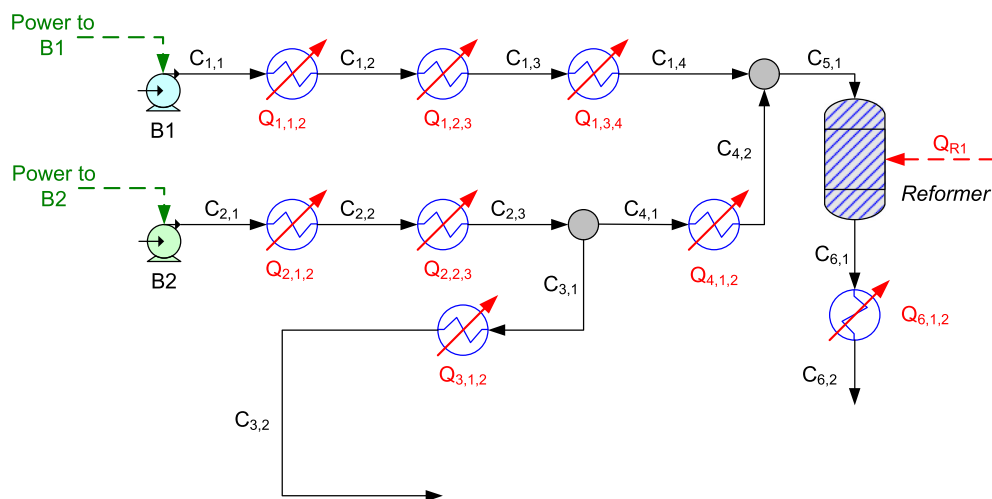 Power to
B1
C1,1
C1,2
C1,3
C1,4
C5,1
B1
Q1,1,2
Q1,2,3
Q1,3,4
C4,2
QR1
Reformer
Power to
B2
C2,1
C2,2
C2,3
C4,1
B2
Q2,1,2
Q2,2,3
Q4,1,2
C3,1
C6,1
Q6,1,2
Q3,1,2
C6,2
C3,2